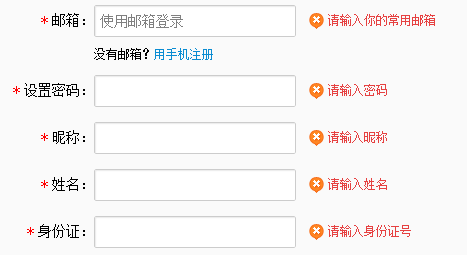 *邮箱： 使用邮箱登录 请输入你的常用邮箱
没有邮箱？用手机注册
*设置密码： 请输入密码
*昵称： 请输入昵称
*姓名： 请输入姓名
*身份证： 请输入身份证号